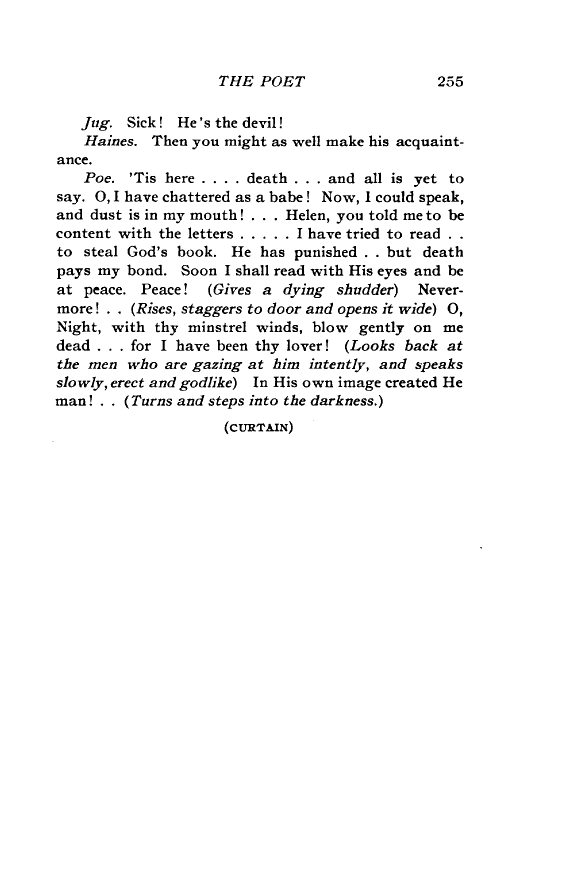 THE POET 255
Jug. Sick! He's the devil!
Haines. Then you might as well make his acquaint-
ance.
Poe. 'Tis here . . . . death . . . and all is yet to
say. O, I have chattered as a babe! Now, I could speak,
and dust is in my mouth! . . . Helen, you told me to be
content with the letters . . . . . I have tried to read . .
to steal God's book. He has punished . . but death
pays my bond. Soon I shall read with His eyes and be
at peace. Peace! (Gives a dying shudder) Never-
more! . . (Rises, staggers to door and opens it wide) O,
Night, with thy minstrel winds, blow gently on me
dead . . . for I have been thy lover! (Looks back at
the men who are gazing at him intently, and speaks
slowly, erect and godlike) In His own image created He
man! . . (Turns and steps into the darkness.)
(CURTAIN)